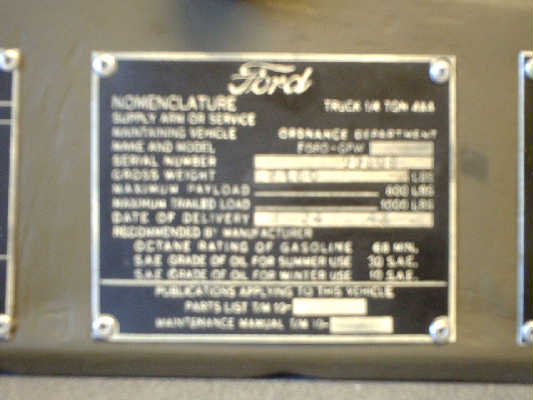 Ford
NOMENCLATURE TRUCK 1/4 TON 4X4
SUPPLY ARM OR SERVICE
MAINTAINING VEHICLE ORDNANCE DEPARTMENT
MAKE AND MODEL FORD-GPW
SERIAL NUMBER
GROSS WEIGHT LBS
MAXIMUM PAYLOAD 800 LBS
MAXIMUM TRAILED LOAD 1000 LBS
DATE OF DELIVERY
RECOMMENDED BY MANUFACTURER
OCTANE RATING OF GASOLINE 68 MIN.
S.A.E. GRADE OF OIL FOR SUMMER USE 30 S.A.E.
S.A.E. GRADE OF OIL FOR WINTER USE 10 S.A.E.
PUBLICATIONS APPLYING TO THIS VEHICLE
PARTS LIST T/M 10-
MAINTENANCE MANUAL T/M 10-